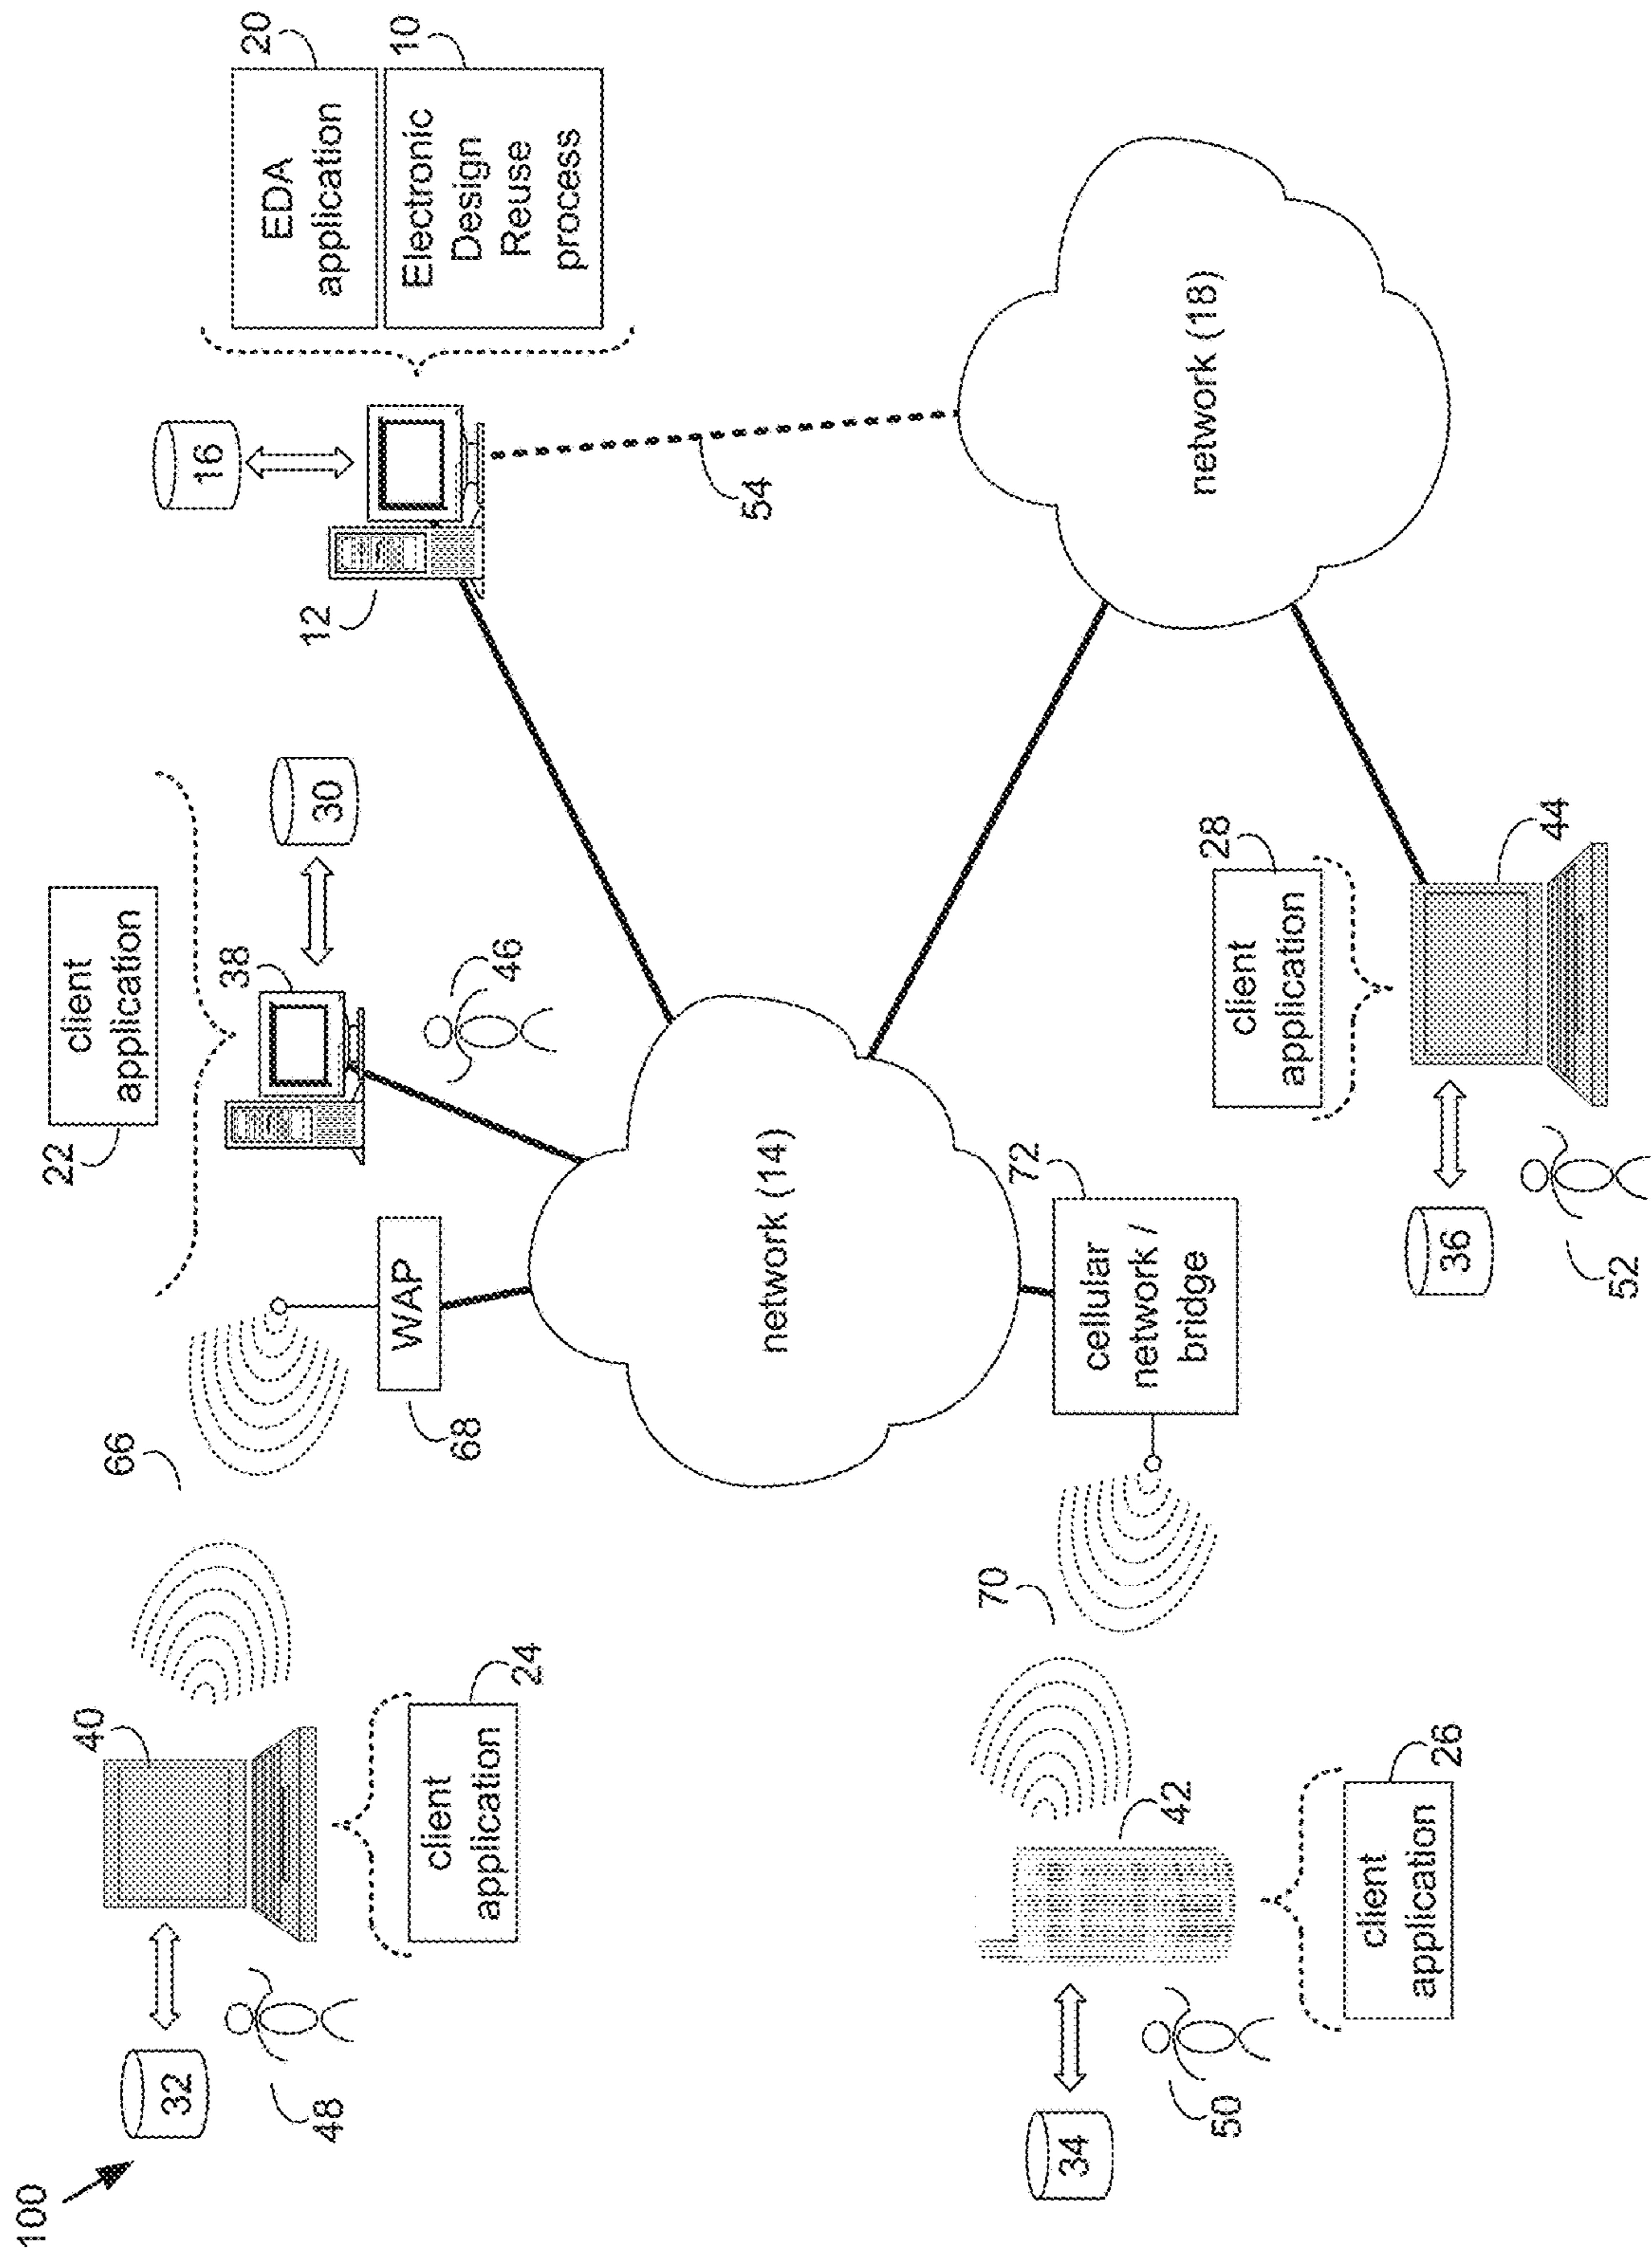 100
32
48
40
24
client
application
66
68
WAP
22
client
application
38
30
46
12
16
20
EDA
application
10
Electronic
Design
Reuse
process
54
network (14)
network (18)
34
50
42
26
client
application
70
72
cellular
network /
bridge
28
client
application
44
36
52